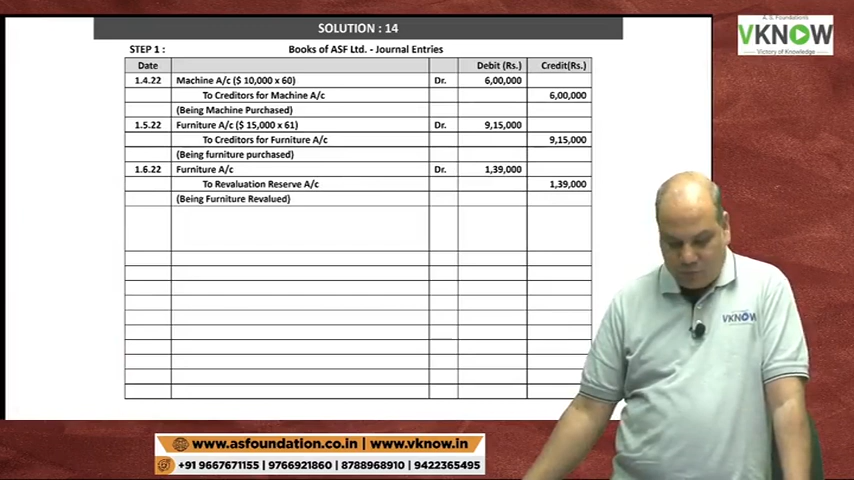 SOLUTION : 14
A. S. Foundation's
VKNOW
Victory of Knowledge
STEP 1 : Books of ASF Ltd. - Journal Entries
Date Debit (Rs.) Credit(Rs.)
1.4.22 Machine A/c ($ 10,000 x 60) Dr. 6,00,000
To Creditors for Machine A/c 6,00,000
(Being Machine Purchased)
1.5.22 Furniture A/c ($ 15,000 x 61) Dr. 9,15,000
To Creditors for Furniture A/c 9,15,000
(Being furniture purchased)
1.6.22 Furniture A/c Dr. 1,39,000
To Revaluation Reserve A/c 1,39,000
(Being Furniture Revalued)
VKNOW
www.asfoundation.co.in | www.vknow.in
+91 9667671155 | 9766921860 | 8788968910 | 9422365495